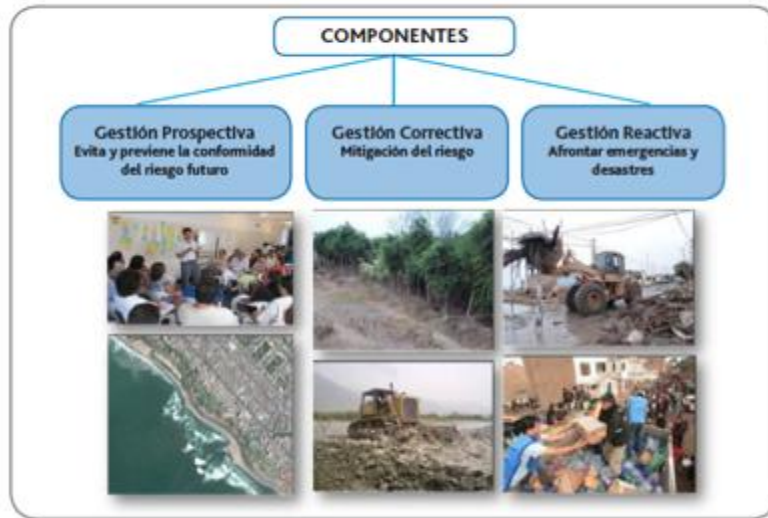 COMPONENTES
Gestión Prospectiva
Evita y previene la conformidad
del riesgo futuro
Gestión Correctiva
Mitigación del riesgo
Gestión Reactiva
Afrontar emergencias y
desastres